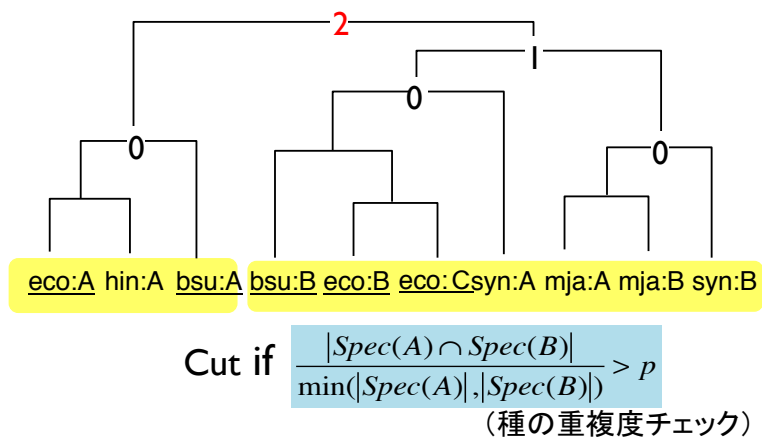 2
1
0
0 0
eco:A hin:A bsu:A bsu:B eco:B eco:C syn:A mja:A mja:B syn:B
Cut if |Spec(A) ∩ Spec(B)| / min(|Spec(A)|,|Spec(B)|) > p
（種の重複度チェック）